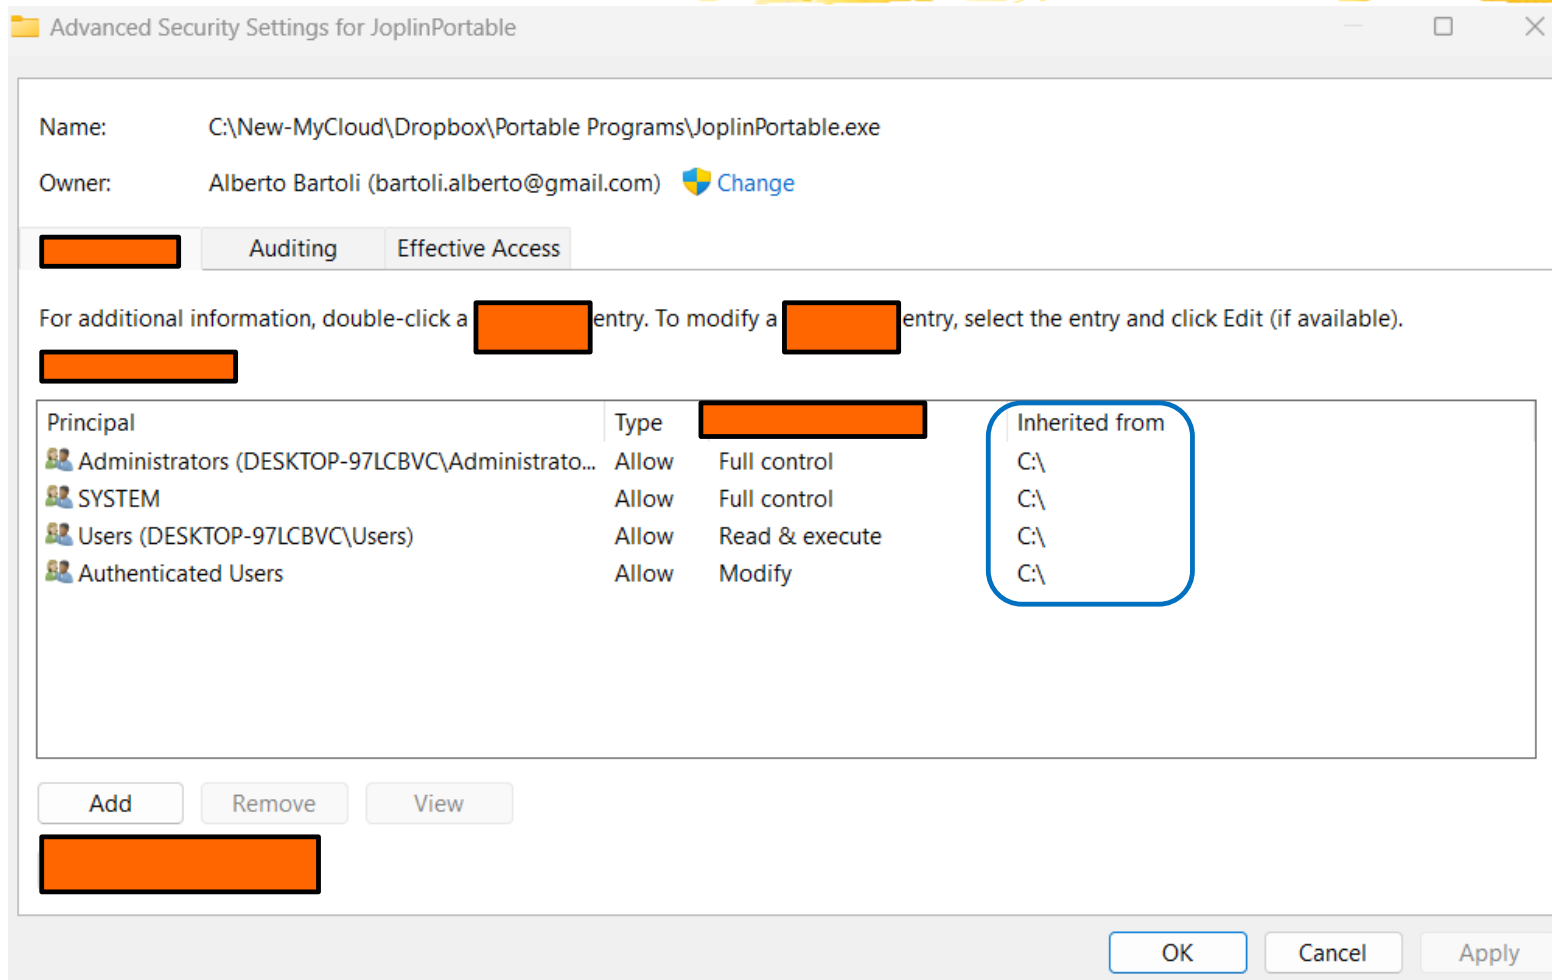 Advanced Security Settings for JoplinPortable
Name: C:\New-MyCloud\Dropbox\Portable Programs\JoplinPortable.exe
Owner: Alberto Bartoli (bartoli.alberto@gmail.com) Change
Auditing Effective Access
For additional information, double-click a entry. To modify a entry, select the entry and click Edit (if available).
Principal Type Inherited from
Administrators (DESKTOP-97LCBVC\Administrato... Allow Full control C:\
SYSTEM Allow Full control C:\
Users (DESKTOP-97LCBVC\Users) Allow Read & execute C:\
Authenticated Users Allow Modify C:\
Add Remove View
OK Cancel Apply